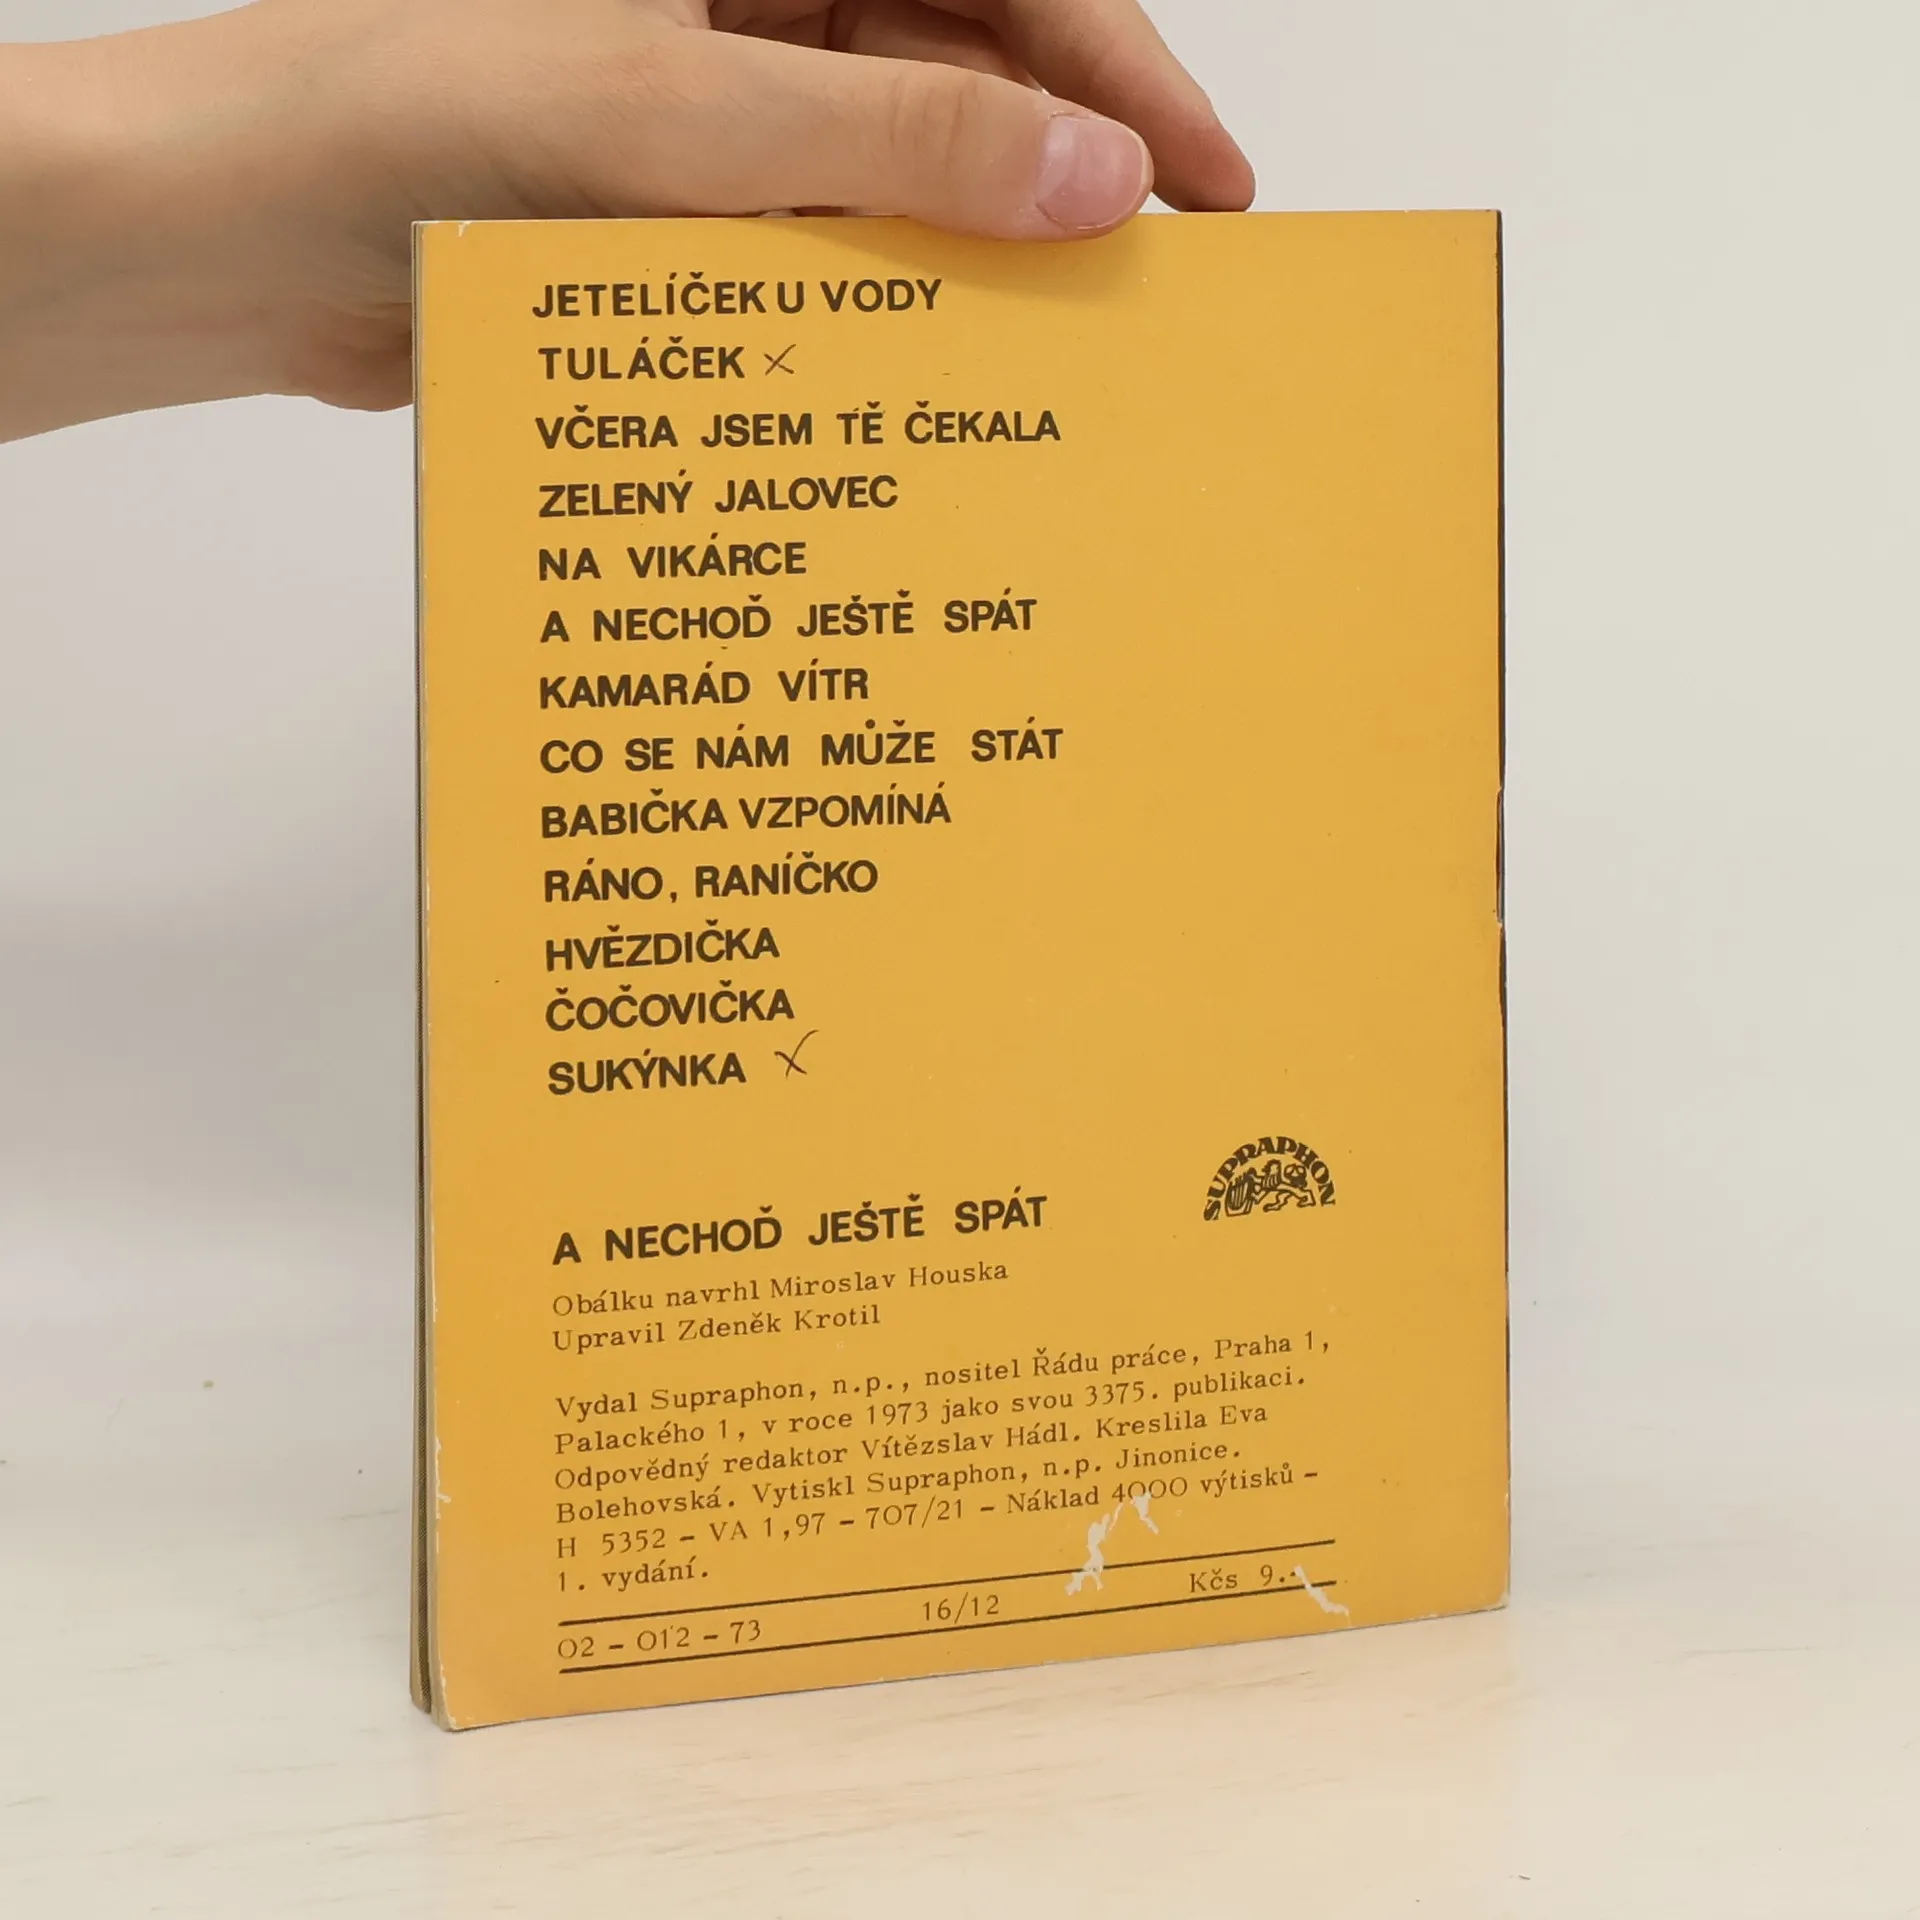 JETELÍČEK U VODY
TULÁČEK x
VČERA JSEM TĚ ČEKALA
ZELENÝ JALOVEC
NA VIKÁRCE
A NECHOĎ JEŠTĚ SPÁT
KAMARÁD VÍTR
CO SE NÁM MŮŽE STÁT
BABIČKA VZPOMÍNÁ
RÁNO, RANÍČKO
HVĚZDIČKA
ČOČOVIČKA
SUKÝNKA x
SUPRAPHON
A NECHOĎ JEŠTĚ SPÁT
Obálku navrhl Miroslav Houska
Upravil Zdeněk Krotil
Vydal Supraphon, n.p., nositel Řádu práce, Praha 1,
Palackého 1, v roce 1973 jako svou 3375. publikaci.
Odpovědný redaktor Vítězslav Hádl. Kreslila Eva
Bolehovská. Vytiskl Supraphon, n.p. Jinonice.
H 5352 - VA 1,97 - 707/21 - Náklad 4000 výtisků -
1. vydání.
02 - 012 - 73 16/12 Kčs 9.-